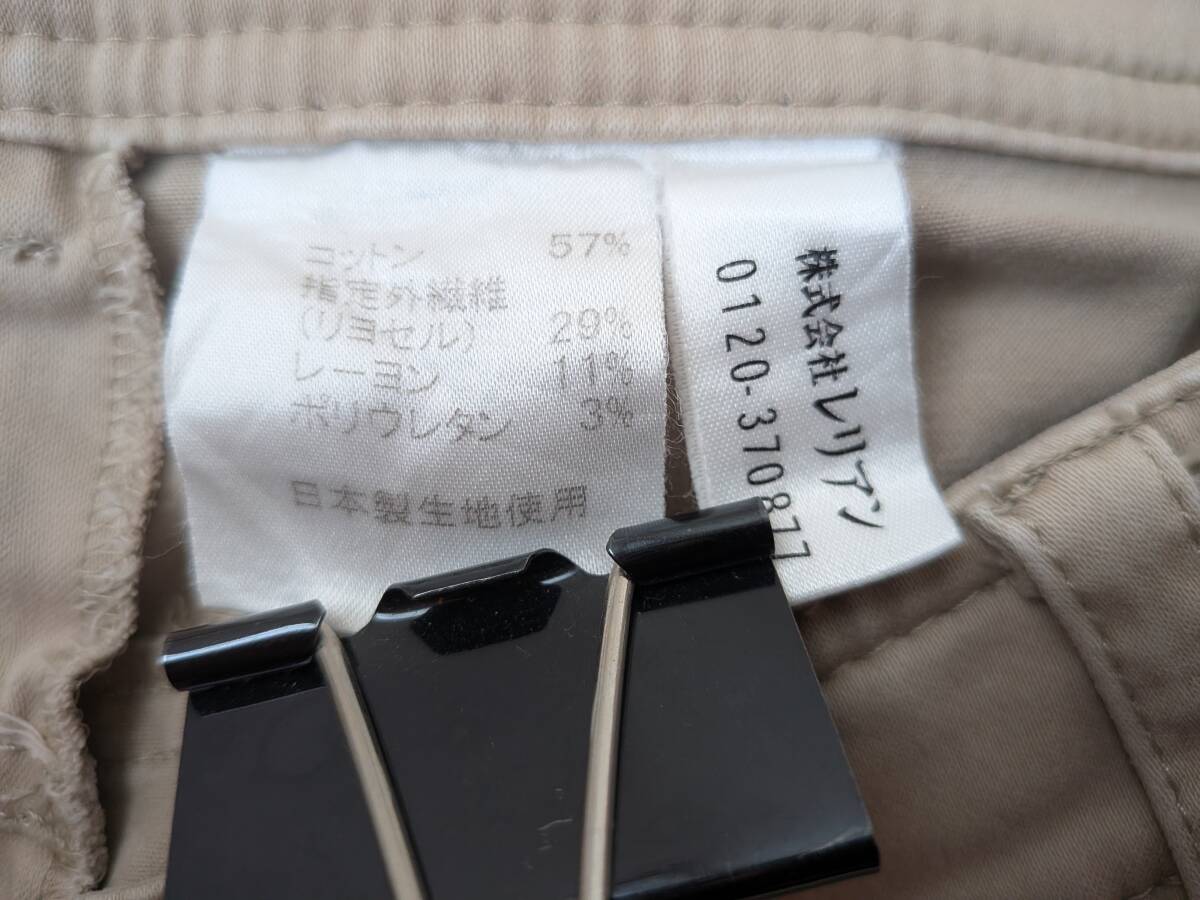 コットン 57%
指定外繊維
(リヨセル) 29%
レーヨン 11%
ポリウレタン 3%
日本製生地使用
株式会社レリアン
0120-370877